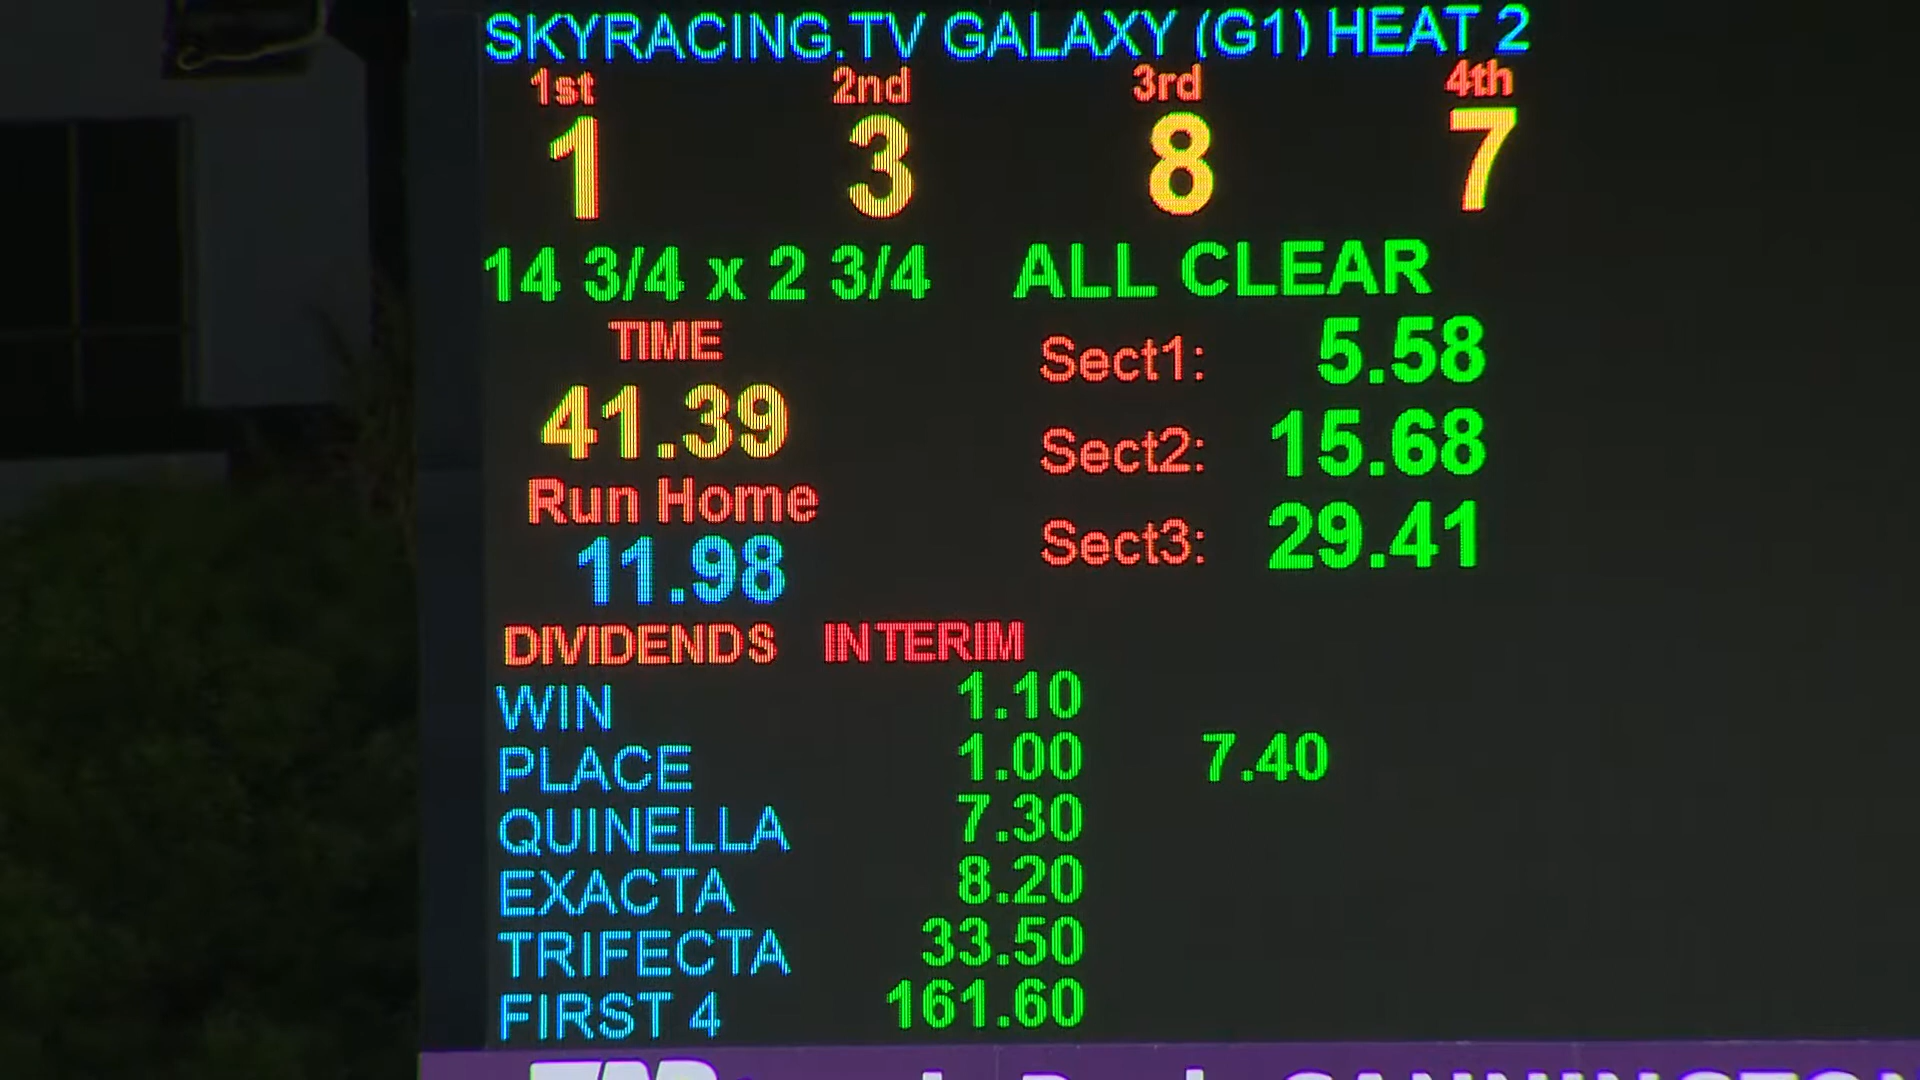 SKYRACING.TV GALAXY (G1) HEAT 2
1st 2nd 3rd 4th
1 3 8 7
14 3/4 x 2 3/4 ALL CLEAR
TIME
41.39
Run Home
11.98
Sect1: 5.58
Sect2: 15.68
Sect3: 29.41
DIVIDENDS INTERIM
WIN 1.10
PLACE 1.00 7.40
QUINELLA 7.30
EXACTA 8.20
TRIFECTA 33.50
FIRST 4 161.60